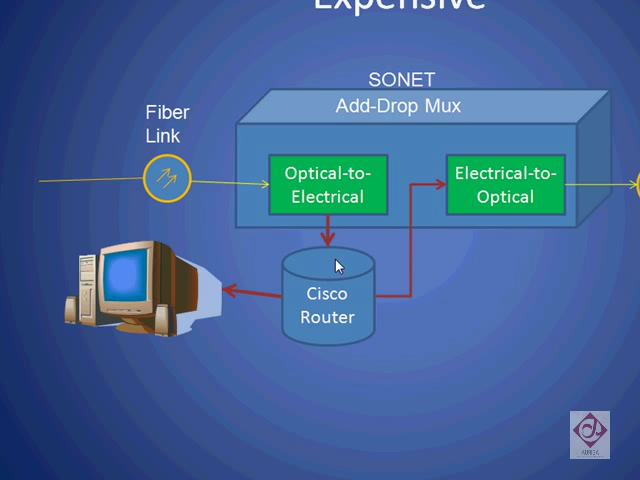 Expensive
SONET
Add-Drop Mux
Fiber
Link
Optical-to-
Electrical
Electrical-to-
Optical
Cisco
Router